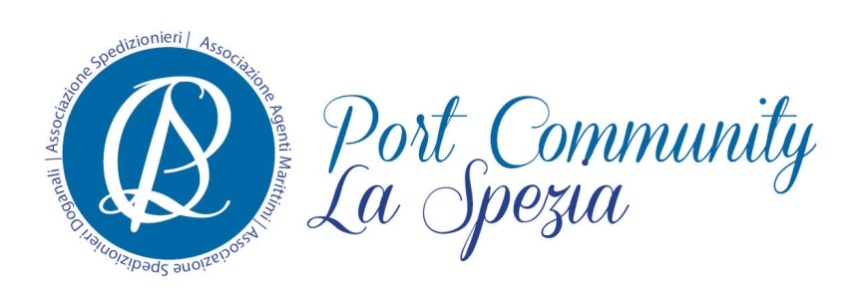 Associazione Spedizionieri | Associazione Agenti Marittimi | Associazione Spedizionieri Doganali |
Port Community
La Spezia